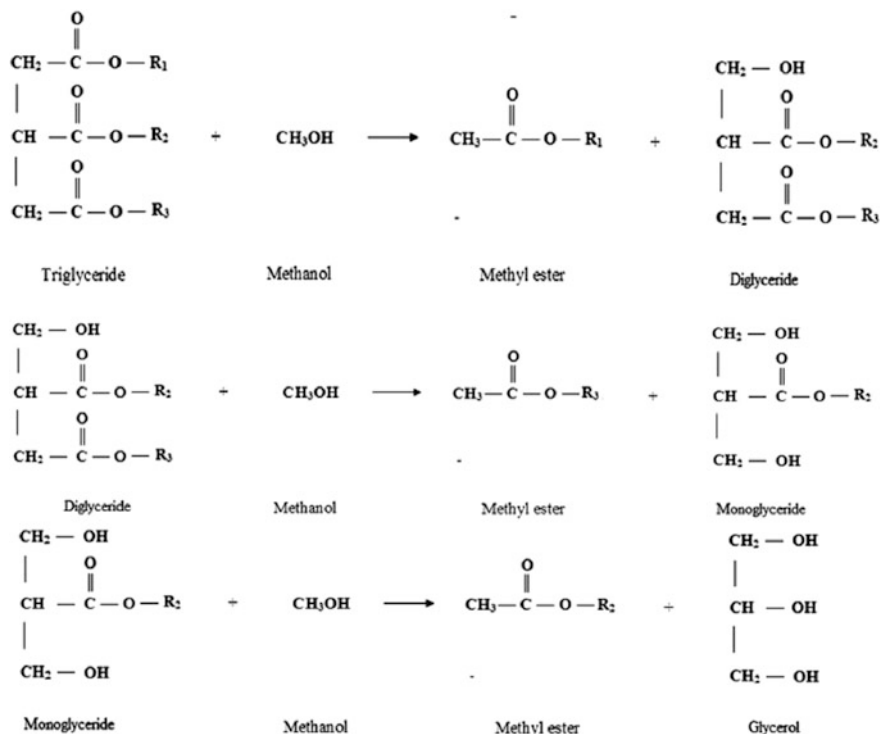 O
CH₂ — C — O — R₁
O
CH — C — O — R₂ + CH₃OH → CH₃ — C — O — R₁ + CH — C — O — R₂
O
CH₂ — C — O — R₃
CH₂ — OH
O
O
O
CH₂ — C — O — R₃
Triglyceride Methanol Methyl ester Diglyceride
CH₂ — OH
O
CH — C — O — R₂ + CH₃OH → CH₃ — C — O — R₃ + CH — C — O — R₂
O
CH₂ — C — O — R₃
O
CH₂ — OH
O
CH₂ — OH
Diglyceride Methanol Methyl ester Monoglyceride
CH₂ — OH
O
CH — C — O — R₂ + CH₃OH → CH₃ — C — O — R₂ + CH — OH
CH₂ — OH
O
CH₂ — OH
CH₂ — OH
Monoglyceride Methanol Methyl ester Glycerol